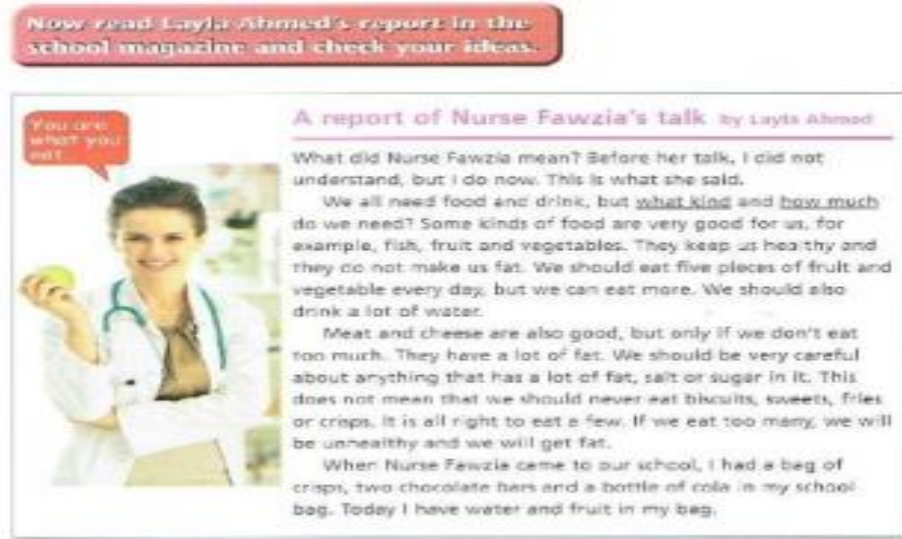 Now read Layla Ahmed's report in the
school magazine and check your ideas.
You are
what you
eat
A report of Nurse Fawzia's talk by Layla Ahmed
What did Nurse Fawzia mean? Before her talk, I did not
understand, but I do now. This is what she said.
We all need food and drink, but what kind and how much
do we need? Some kinds of food are very good for us, for
example, fish, fruit and vegetables. They keep us healthy and
they do not make us fat. We should eat five pieces of fruit and
vegetable every day, but we can eat more. We should also
drink a lot of water.
Meat and cheese are also good, but only if we don't eat
too much. They have a lot of fat. We should be very careful
about anything that has a lot of fat, salt or sugar in it. This
does not mean that we should never eat biscuits, sweets, fries
or crisps. It is all right to eat a few. If we eat too many, we will
be unhealthy and we will get fat.
When Nurse Fawzia came to our school, I had a bag of
crisps, two chocolate bars and a bottle of cola in my school
bag. Today I have water and fruit in my bag.